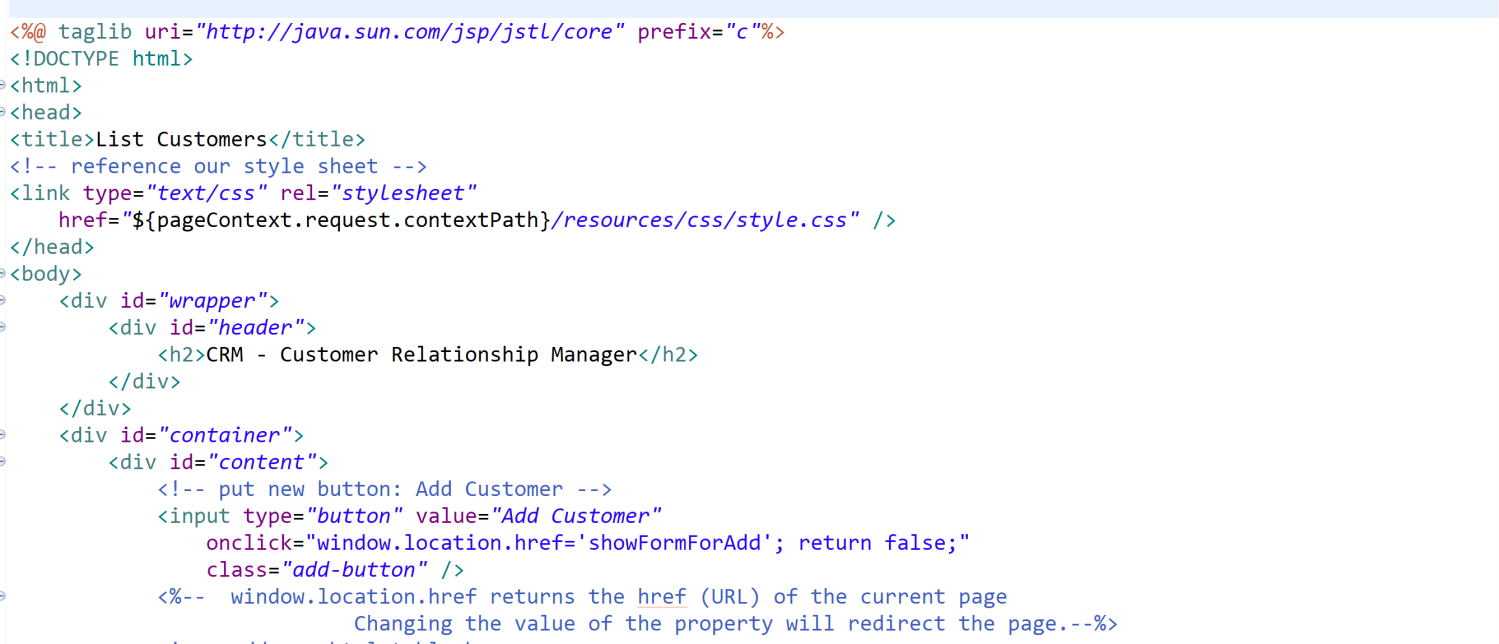 <%@ taglib uri="http://java.sun.com/jsp/jstl/core" prefix="c"%>
<!DOCTYPE html>
<html>
<head>
<title>List Customers</title>
<!-- reference our style sheet -->
<link type="text/css" rel="stylesheet"
    href="${pageContext.request.contextPath}/resources/css/style.css" />
</head>
<body>
    <div id="wrapper">
        <div id="header">
            <h2>CRM - Customer Relationship Manager</h2>
        </div>
    </div>
    <div id="container">
        <div id="content">
            <!-- put new button: Add Customer -->
            <input type="button" value="Add Customer"
                onclick="window.location.href='showFormForAdd'; return false;"
                class="add-button" />
            <%--  window.location.href returns the href (URL) of the current page
                            Changing the value of the property will redirect the page.--%>